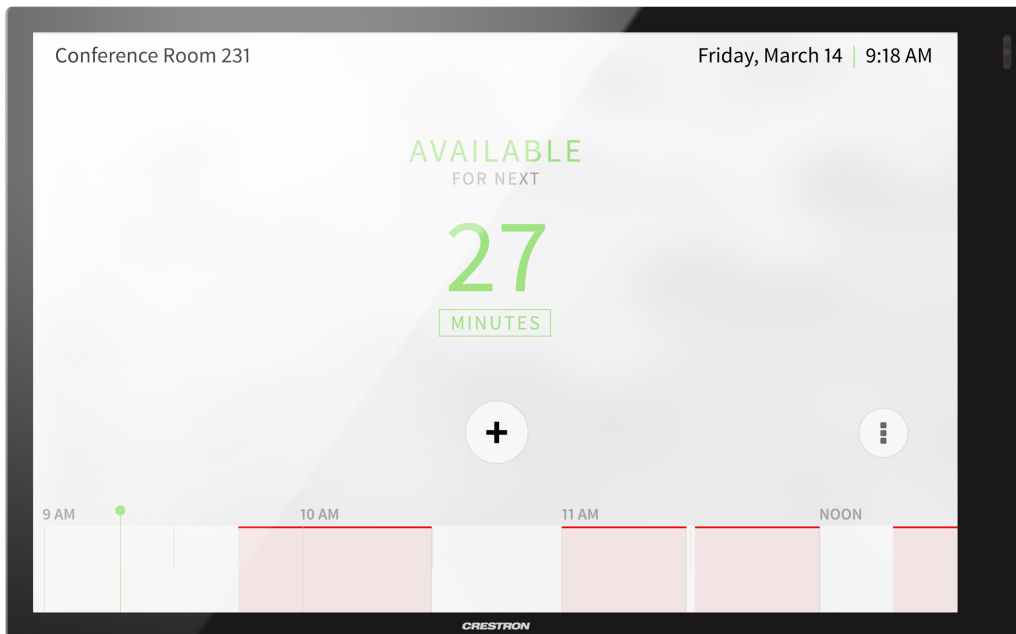 Conference Room 231
Friday, March 14 | 9:18 AM
AVAILABLE
FOR NEXT
27
MINUTES
+
9 AM
10 AM
11 AM
NOON
CRESTRON